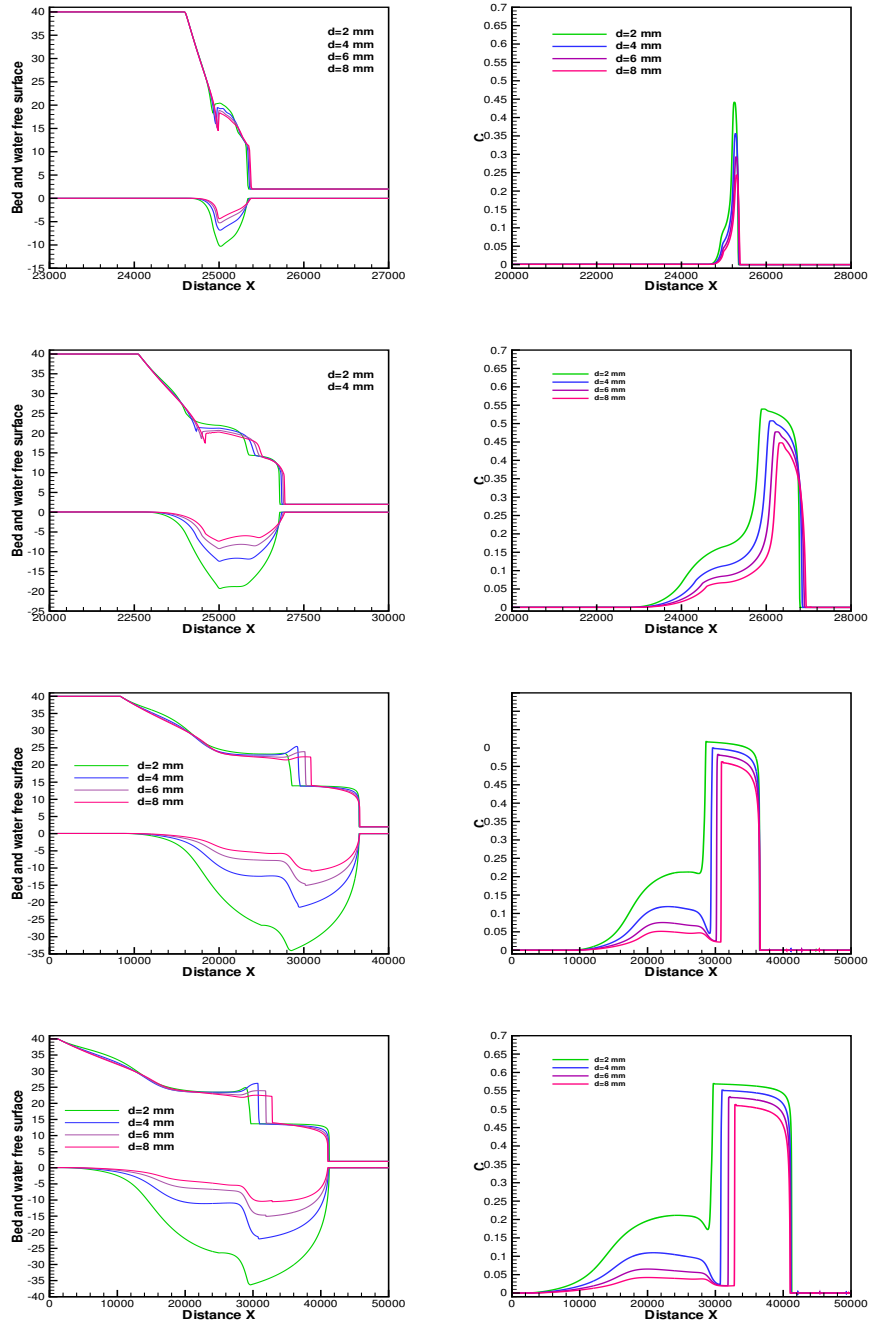 40
35
30
25
20
15
10
5
0
-5
-10
-15
Bed and water free surface
d=2 mm
d=4 mm
d=6 mm
d=8 mm
23000 24000 25000 26000 27000
Distance X
0.7
0.65
0.6
0.55
0.5
0.45
0.4
0.35
0.3
0.25
0.2
0.15
0.1
0.05
0
C
d=2 mm
d=4 mm
d=6 mm
d=8 mm
20000 22000 24000 26000 28000
Distance X
40
35
30
25
20
15
10
5
0
-5
-10
-15
-20
-25
Bed and water free surface
d=2 mm
d=4 mm
20000 22500 25000 27500 30000
Distance X
0.7
0.65
0.6
0.55
0.5
0.45
0.4
0.35
0.3
0.25
0.2
0.15
0.1
0.05
0
C
d=2 mm
d=4 mm
d=6 mm
d=8 mm
20000 22000 24000 26000 28000
Distance X
40
35
30
25
20
15
10
5
0
-5
-10
-15
-20
-25
-30
-35
Bed and water free surface
d=2 mm
d=4 mm
d=6 mm
d=8 mm
0 10000 20000 30000 40000
Distance X
0
0.5
0.45
0.4
0.35
0.3
0.25
0.2
0.15
0.1
0.05
0
C
0 10000 20000 30000 40000 50000
Distance X
40
35
30
25
20
15
10
5
0
-5
-10
-15
-20
-25
-30
-35
-40
Bed and water free surface
d=2 mm
d=4 mm
d=6 mm
d=8 mm
0 10000 20000 30000 40000 50000
Distance X
0.7
0.65
0.6
0.55
0.5
0.45
0.4
0.35
0.3
0.25
0.2
0.15
0.1
0.05
0
C
d=2 mm
d=4 mm
d=6 mm
d=8 mm
0 10000 20000 30000 40000 50000
Distance X